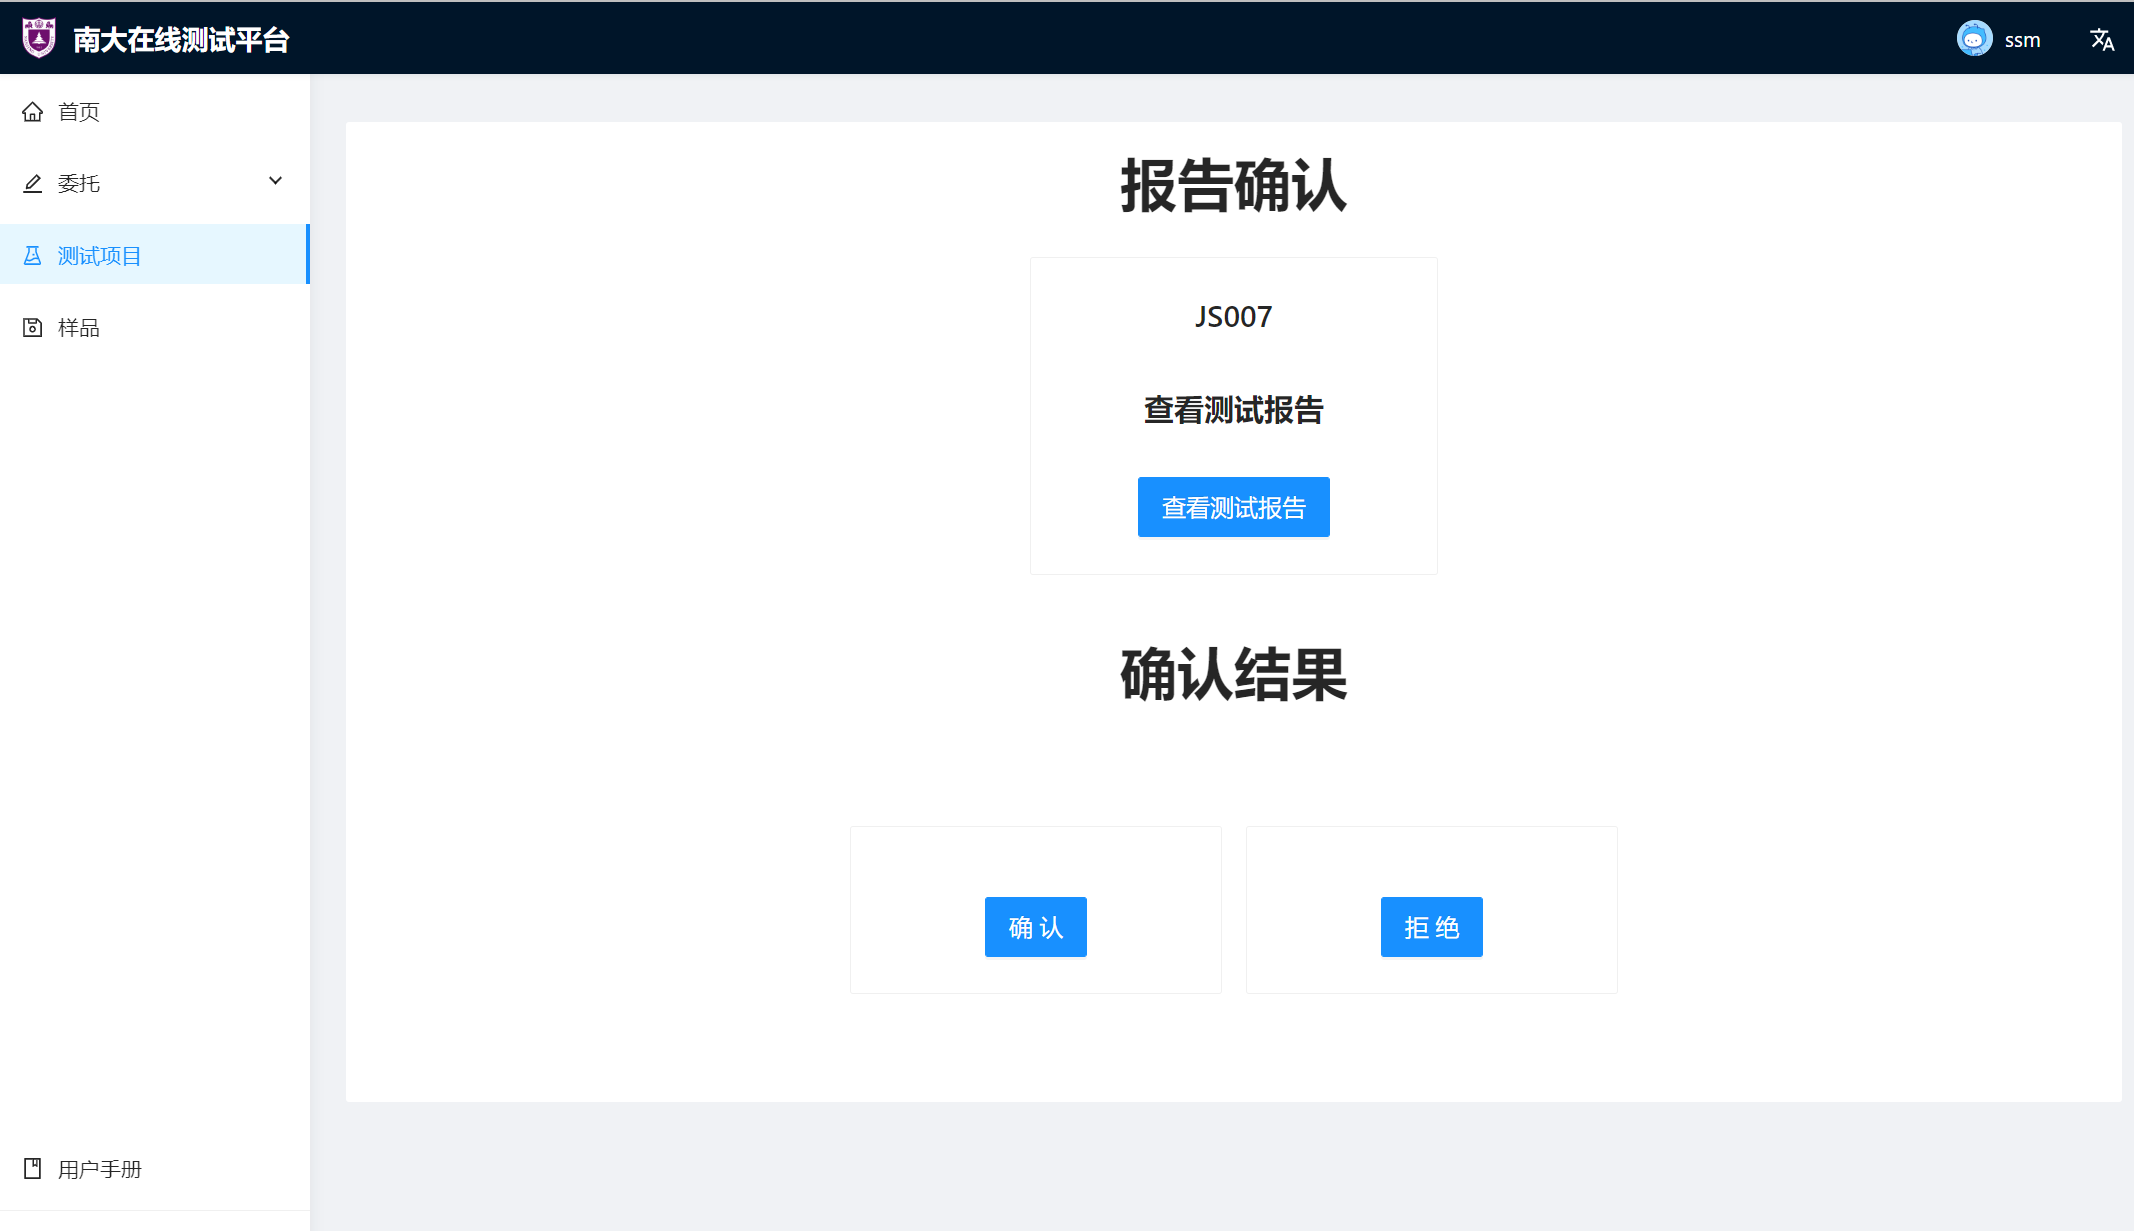 南大在线测试平台
ssm
首页
委托
测试项目
样品
用户手册
报告确认
JS007
查看测试报告
查看测试报告
确认结果
确 认
拒 绝